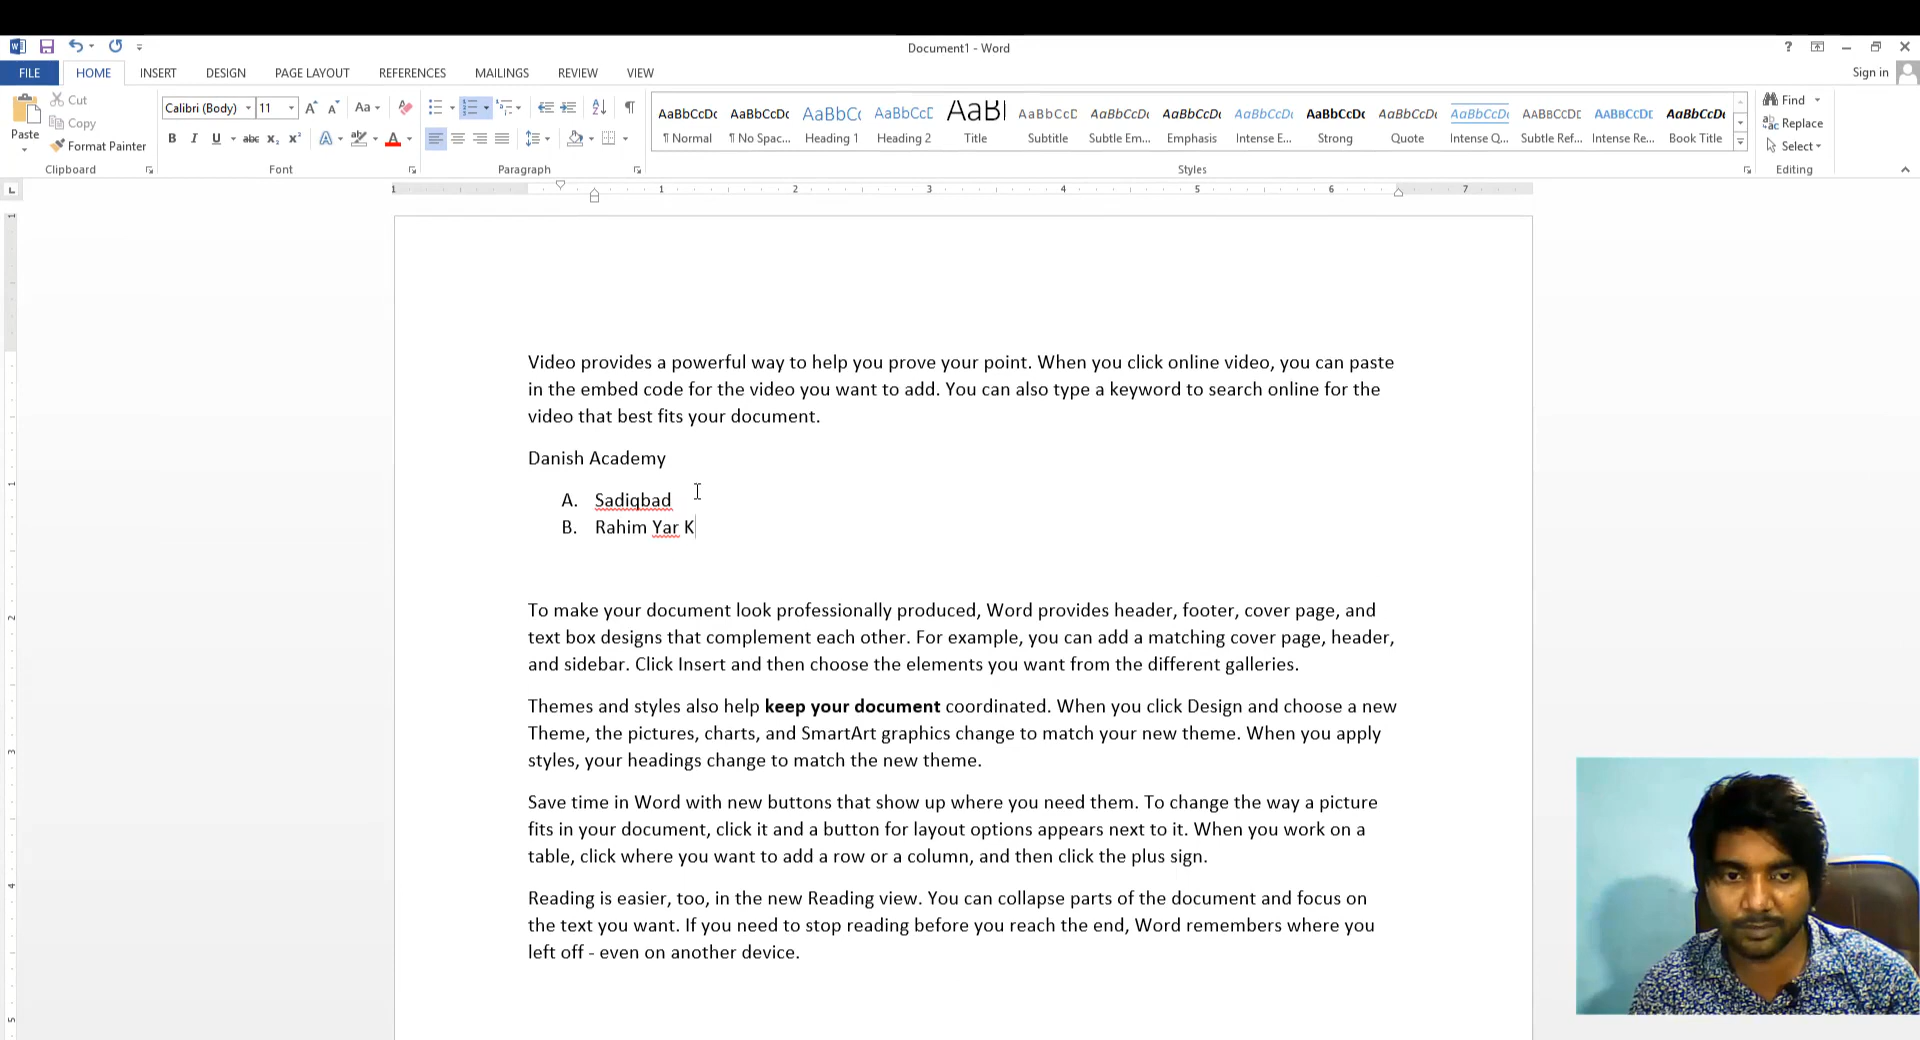 Document1 - Word
?
Sign in
FILE HOME INSERT DESIGN PAGE LAYOUT REFERENCES MAILINGS REVIEW VIEW
Paste
Cut
Copy
Format Painter
Clipboard
Calibri (Body) 11 Aa
B I U abc x₂ x² A A
Font
Paragraph
AaBbCcDc AaBbCcDc AaBbCc AaBbCcD AaBl AaBbCcD AaBbCcDc AaBbCcDc AaBbCcDc AaBbCcDc AaBbCcDc AaBbCcDc AABBCCDC AABBCCDC AaBbCcDc
¶ Normal ¶ No Spac... Heading 1 Heading 2 Title Subtitle Subtle Em... Emphasis Intense E... Strong Quote Intense Q... Subtle Ref... Intense Re... Book Title
Styles
Find
Replace
Select
Editing
1 1 2 3 4 5 6 7
Video provides a powerful way to help you prove your point. When you click online video, you can paste
in the embed code for the video you want to add. You can also type a keyword to search online for the
video that best fits your document.
Danish Academy
A. Sadiqbad
B. Rahim Yar K
To make your document look professionally produced, Word provides header, footer, cover page, and
text box designs that complement each other. For example, you can add a matching cover page, header,
and sidebar. Click Insert and then choose the elements you want from the different galleries.
Themes and styles also help keep your document coordinated. When you click Design and choose a new
Theme, the pictures, charts, and SmartArt graphics change to match your new theme. When you apply
styles, your headings change to match the new theme.
Save time in Word with new buttons that show up where you need them. To change the way a picture
fits in your document, click it and a button for layout options appears next to it. When you work on a
table, click where you want to add a row or a column, and then click the plus sign.
Reading is easier, too, in the new Reading view. You can collapse parts of the document and focus on
the text you want. If you need to stop reading before you reach the end, Word remembers where you
left off - even on another device.